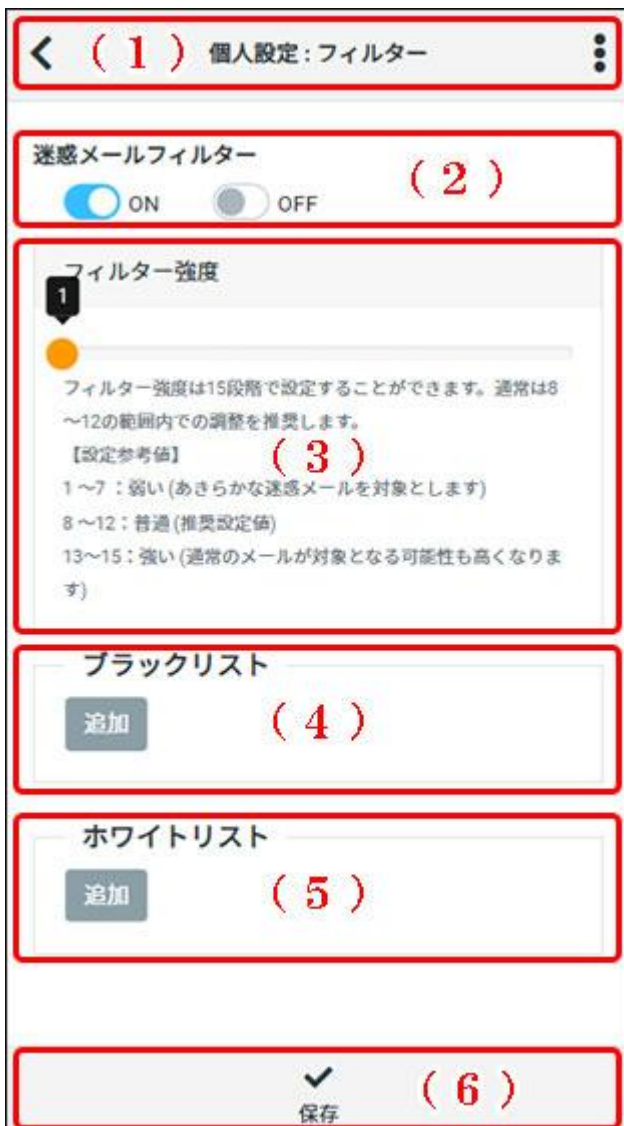 (1) 個人設定 : フィルター
迷惑メールフィルター
(2)
ON OFF
フィルター強度
1
フィルター強度は15段階で設定することができます。通常は8
～12の範囲内での調整を推奨します。
【設定参考値】
(3)
1 ～7 ：弱い (あきらかな迷惑メールを対象とします)
8 ～12：普通 (推奨設定値)
13～15：強い (通常のメールが対象となる可能性も高くなりま
す)
ブラックリスト
追加 (4)
ホワイトリスト
追加 (5)
(6)
保存